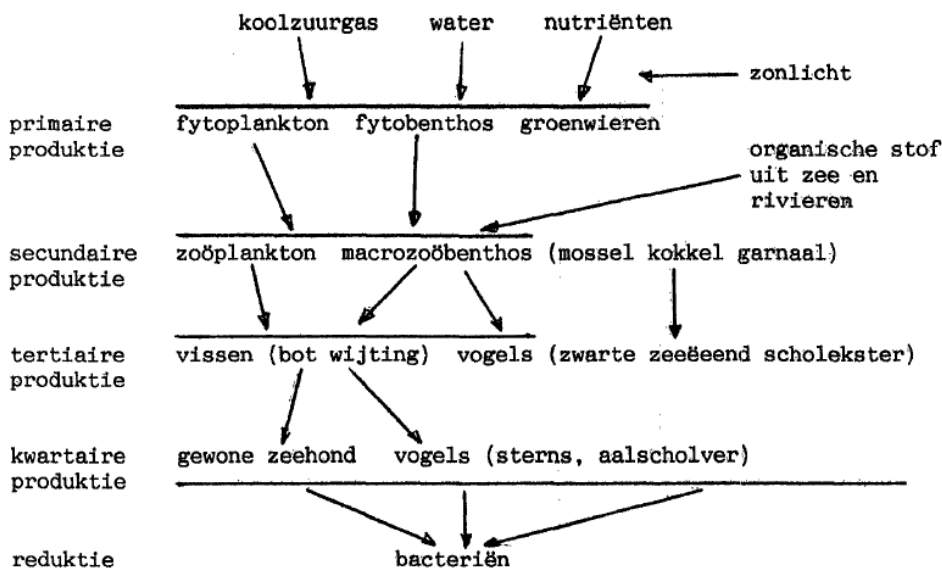 koolzuurgas water nutriënten
zonlicht
primaire fytoplankton fytobenthos groenwieren
produktie
organische stof
uit zee en
rivieren
secundaire zoöplankton macrozoöbenthos (mossel kokkel garnaal)
produktie
tertiaire vissen (bot wijting) vogels (zwarte zeeëeend scholekster)
produktie
kwartaire gewone zeehond vogels (sterns, aalscholver)
produktie
reduktie bacteriën